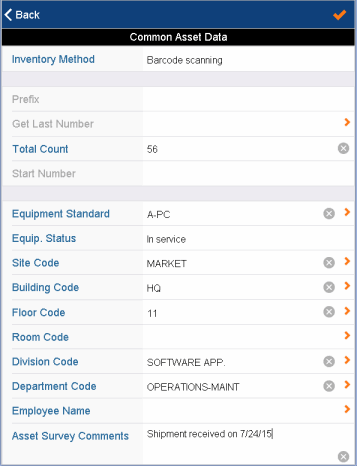 Back
Common Asset Data
Inventory Method Barcode scanning
Prefix
Get Last Number
Total Count 56
Start Number
Equipment Standard A-PC
Equip. Status In service
Site Code MARKET
Building Code HQ
Floor Code 11
Room Code
Division Code SOFTWARE APP.
Department Code OPERATIONS-MAINT
Employee Name
Asset Survey Comments Shipment received on 7/24/15